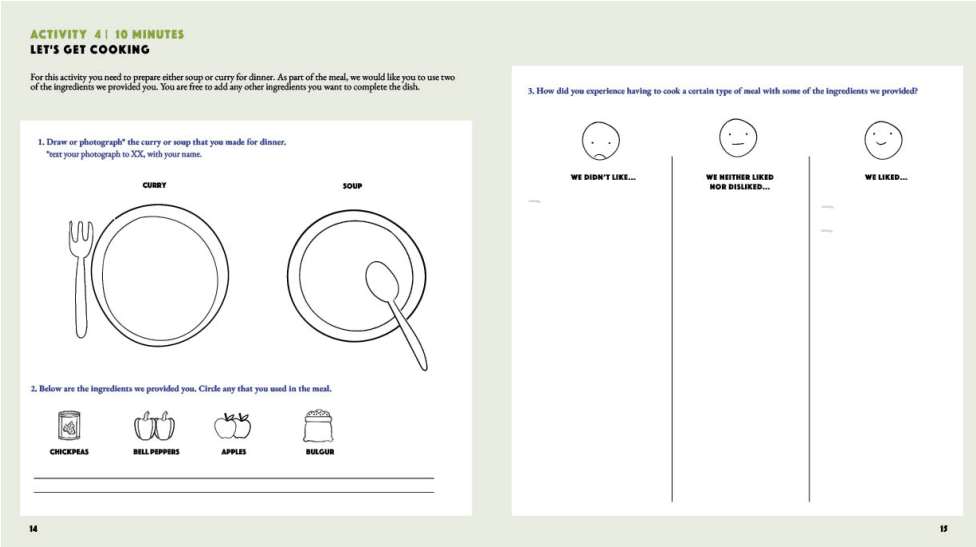 ACTIVITY 4| 10 MINUTES
LET'S GET COOKING
For this activity you need to prepare either soup or curry for dinner. As part of the meal, we would like you to use two
of the ingredients we provided you. You are free to add any other ingredients you want to complete the dish.
1. Draw or photograph* the curry or soup that you made for dinner.
*text your photograph to XX, with your name.
CURRY
SOUP
2. Below are the ingredients we provided you. Circle any that you used in the meal.
CHICKPEAS
BELL PEPPERS
APPLES
BULGUR
14
3. How did you experience having to cook a certain type of meal with some of the ingredients we provided?
WE DIDN'T LIKE...
WE NEITHER LIKED
NOR DISLIKED...
WE LIKED...
15